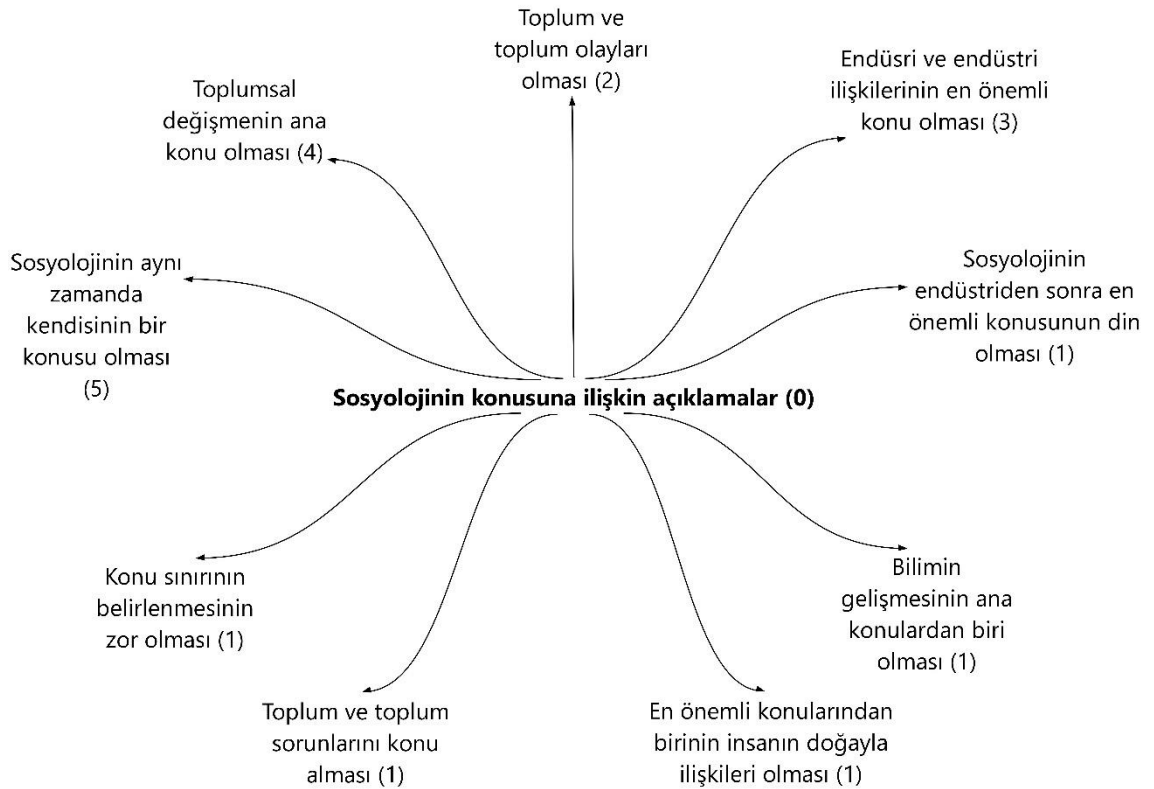 Toplum ve
toplum olayları
olması (2)
Endüsri ve endüstri
ilişkilerinin en önemli
konu olması (3)
Toplumsal
değişmenin ana
konu olması (4)
Sosyolojinin aynı
zamanda
kendisinin bir
konusu olması
(5)
Sosyolojinin
endüstriden sonra en
önemli konusunun din
olması (1)
Sosyolojinin konusuna ilişkin açıklamalar (0)
Konu sınırının
belirlenmesinin
zor olması (1)
Bilimin
gelişmesinin ana
konulardan biri
olması (1)
Toplum ve toplum
sorunlarını konu
alması (1)
En önemli konularından
birinin insanın doğayla
ilişkileri olması (1)